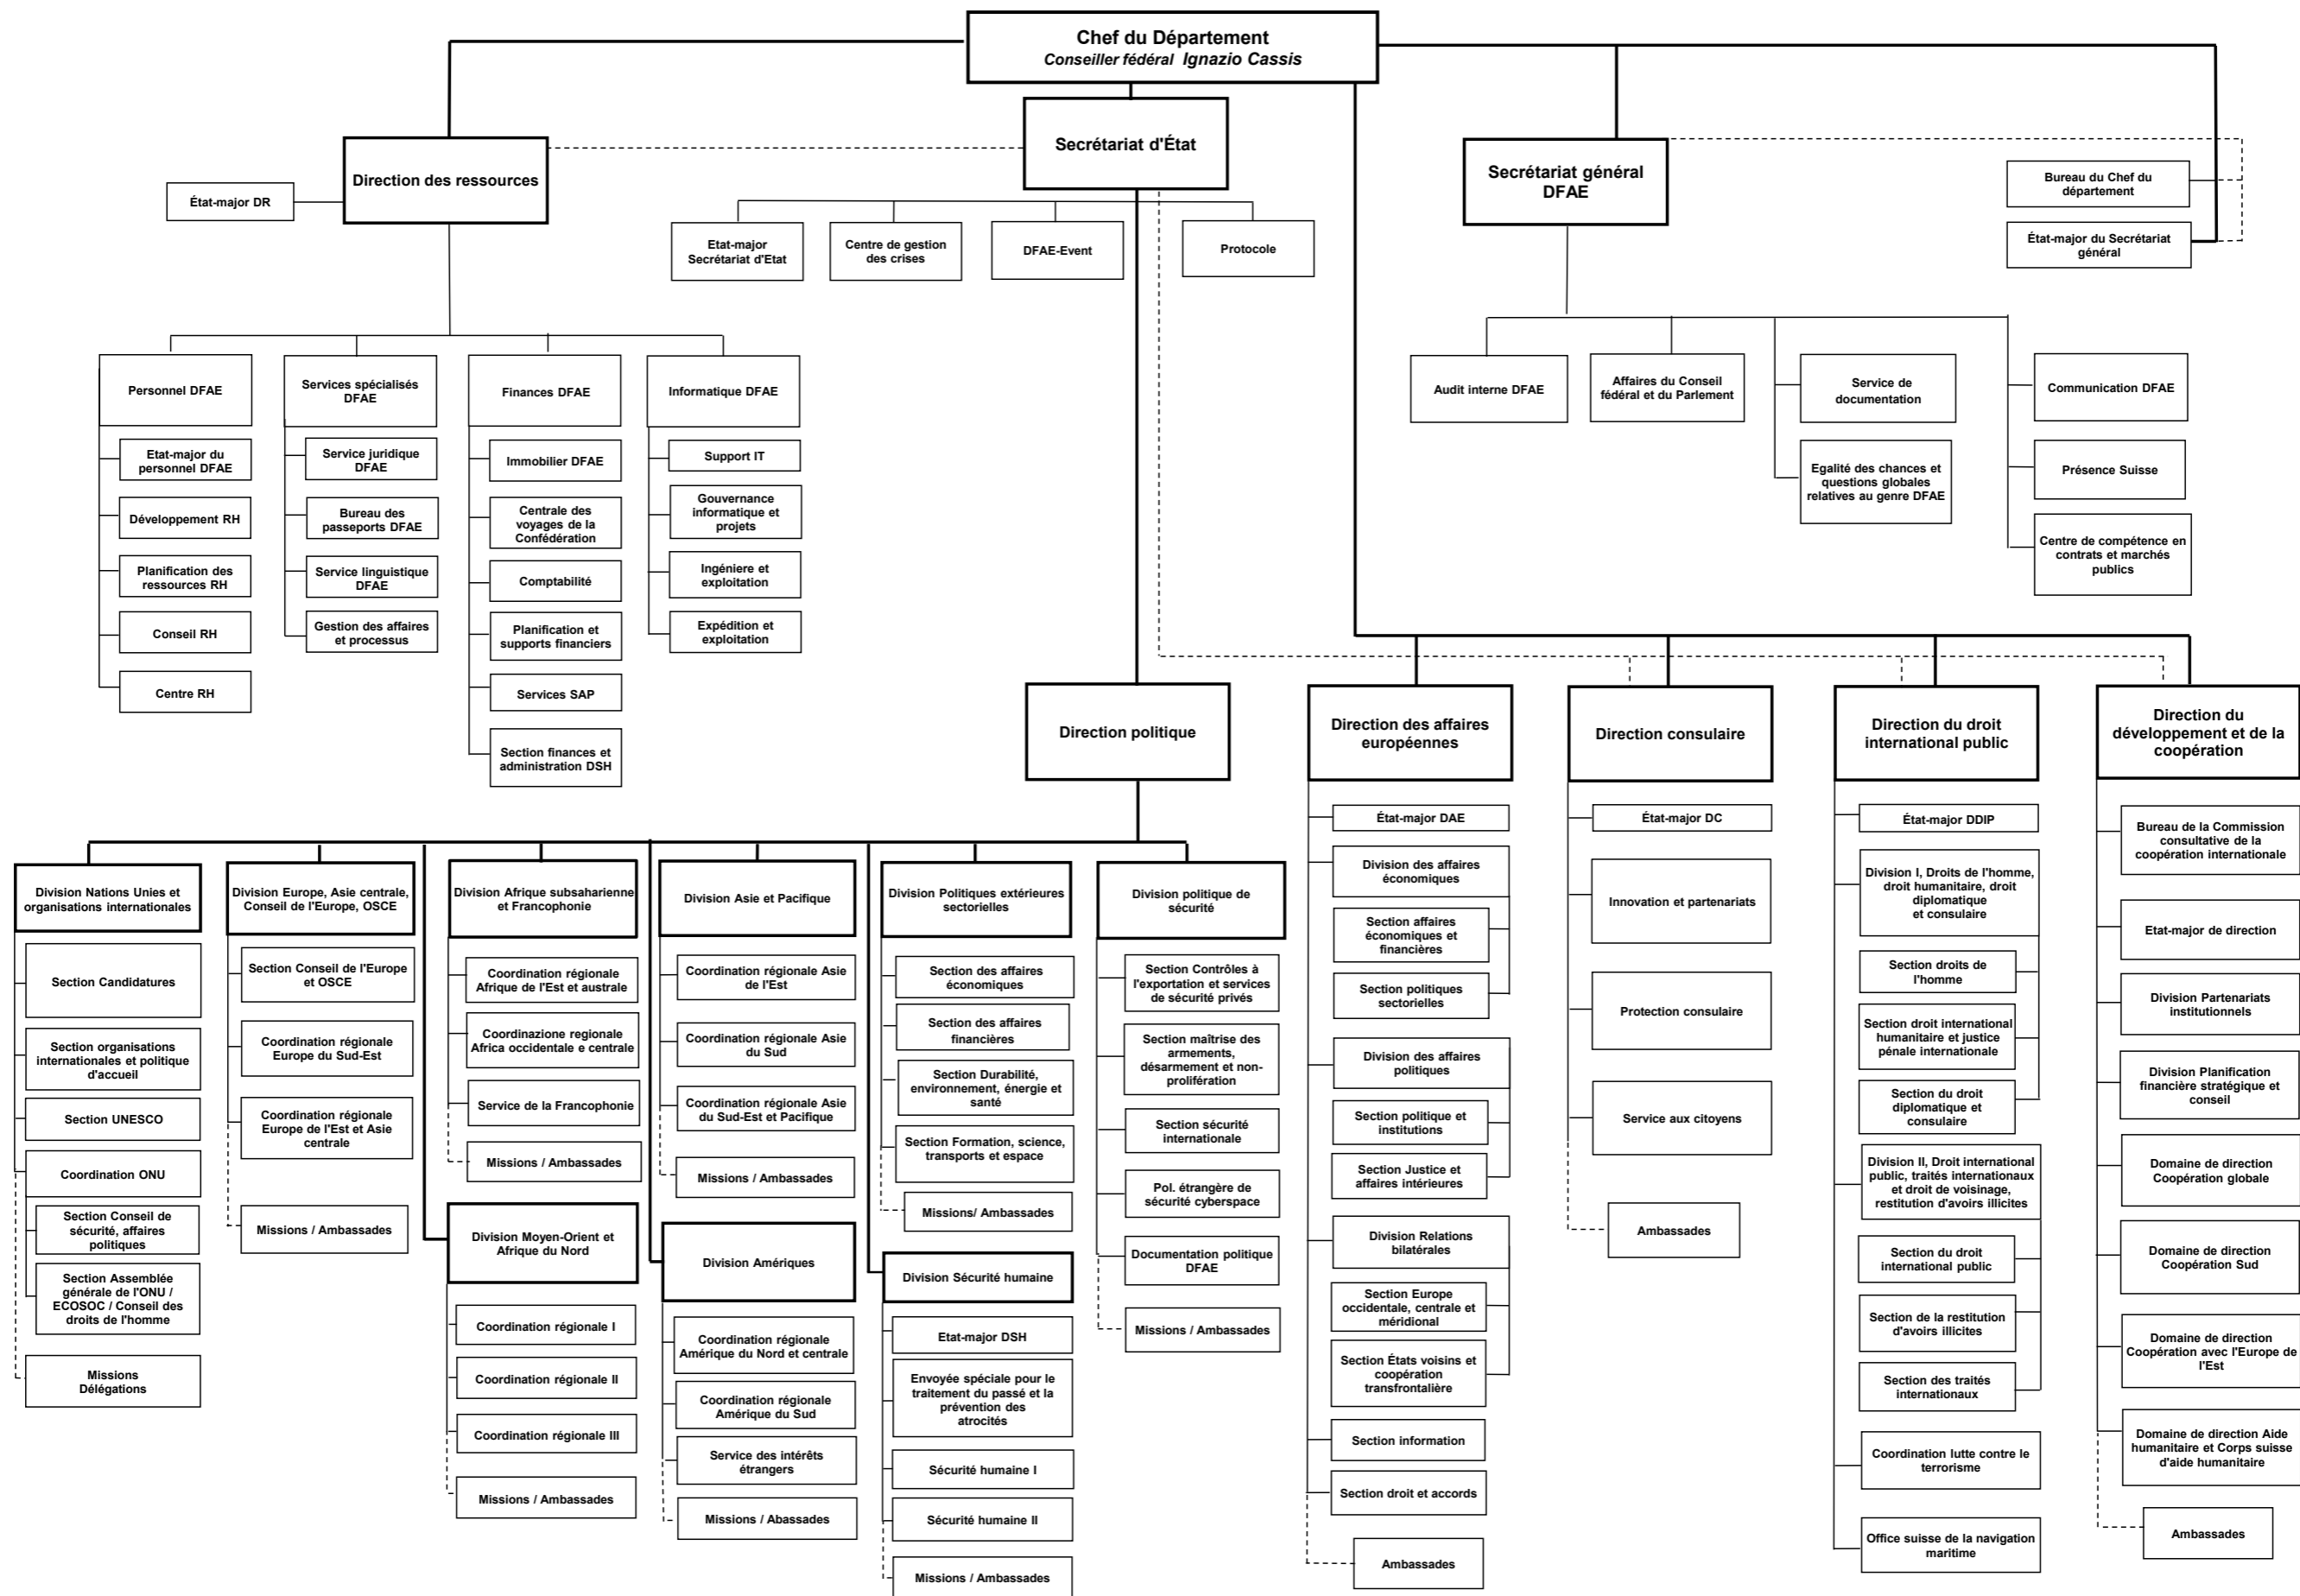 Chef du Département
Conseiller fédéral Ignazio Cassis
Secrétariat d'État
Direction des ressources
État-major DR
Secrétariat général
DFAE
Bureau du Chef du
département
État-major du Secrétariat
général
Etat-major
Secrétariat d'Etat
Centre de gestion
des crises
DFAE-Event
Protocole
Personnel DFAE
Etat-major du
personnel DFAE
Développement RH
Planification des
ressources RH
Conseil RH
Centre RH
Services spécialisés
DFAE
Service juridique
DFAE
Bureau des
passeports DFAE
Service linguistique
DFAE
Gestion des affaires
et processus
Finances DFAE
Immobilier DFAE
Centrale des
voyages de la
Confédération
Comptabilité
Planification et
supports financiers
Services SAP
Section finances et
administration DSH
Informatique DFAE
Support IT
Gouvernance
informatique et
projets
Ingéniere et
exploitation
Expédition et
exploitation
Audit interne DFAE
Affaires du Conseil
fédéral et du Parlement
Service de
documentation
Egalité des chances et
questions globales
relatives au genre DFAE
Communication DFAE
Présence Suisse
Centre de compétence en
contrats et marchés
publics
Direction politique
Direction des affaires
européennes
Direction consulaire
Direction du droit
international public
Direction du
développement et de la
coopération
Division Nations Unies et
organisations internationales
Section Candidatures
Section organisations
internationales et politique
d'accueil
Section UNESCO
Coordination ONU
Section Conseil de
sécurité, affaires
politiques
Section Assemblée
générale de l'ONU /
ECOSOC / Conseil des
droits de l'homme
Missions
Délégations
Division Europe, Asie centrale,
Conseil de l'Europe, OSCE
Section Conseil de l'Europe
et OSCE
Coordination régionale
Europe du Sud-Est
Coordination régionale
Europe de l'Est et Asie
centrale
Missions / Ambassades
Division Afrique subsaharienne
et Francophonie
Coordination régionale
Afrique de l'Est et australe
Coordinazione regionale
Africa occidentale e centrale
Service de la Francophonie
Missions / Ambassades
Division Moyen-Orient et
Afrique du Nord
Coordination régionale I
Coordination régionale II
Coordination régionale III
Missions / Ambassades
Division Asie et Pacifique
Coordination régionale Asie
de l'Est
Coordination régionale Asie
du Sud
Coordination régionale Asie
du Sud-Est et Pacifique
Missions / Ambassades
Division Amériques
Coordination régionale
Amérique du Nord et centrale
Coordination régionale
Amérique du Sud
Service des intérêts
étrangers
Missions / Abassades
Division Politiques extérieures
sectorielles
Section des affaires
économiques
Section des affaires
financières
Section Durabilité,
environnement, énergie et
santé
Section Formation, science,
transports et espace
Missions/ Ambassades
Division Sécurité humaine
Etat-major DSH
Envoyée spéciale pour le
traitement du passé et la
prévention des
atrocités
Sécurité humaine I
Sécurité humaine II
Missions / Ambassades
Division politique de
sécurité
Section Contrôles à
l'exportation et services
de sécurité privés
Section maîtrise des
armements,
désarmement et non-
prolifération
Section sécurité
internationale
Pol. étrangère de
sécurité cyberspace
Documentation politique
DFAE
Missions / Ambassades
État-major DAE
Division des affaires
économiques
Section affaires
économiques et
financières
Section politiques
sectorielles
Division des affaires
politiques
Section politique et
institutions
Section Justice et
affaires intérieures
Division Relations
bilatérales
Section Europe
occidentale, centrale et
méridional
Section États voisins et
coopération
transfrontalière
Section information
Section droit et accords
Ambassades
État-major DC
Innovation et partenariats
Protection consulaire
Service aux citoyens
Ambassades
État-major DDIP
Division I, Droits de l'homme,
droit humanitaire, droit
diplomatique
et consulaire
Section droits de
l'homme
Section droit international
humanitaire et justice
pénale internationale
Section du droit
diplomatique et
consulaire
Division II, Droit international
public, traités internationaux
et droit de voisinage,
restitution d'avoirs illicites
Section du droit
international public
Section de la restitution
d'avoirs illicites
Section des traités
internationaux
Coordination lutte contre le
terrorisme
Office suisse de la navigation
maritime
Bureau de la Commission
consultative de la
coopération internationale
Etat-major de direction
Division Partenariats
institutionnels
Division Planification
financière stratégique et
conseil
Domaine de direction
Coopération globale
Domaine de direction
Coopération Sud
Domaine de direction
Coopération avec l'Europe de
l'Est
Domaine de direction Aide
humanitaire et Corps suisse
d'aide humanitaire
Ambassades